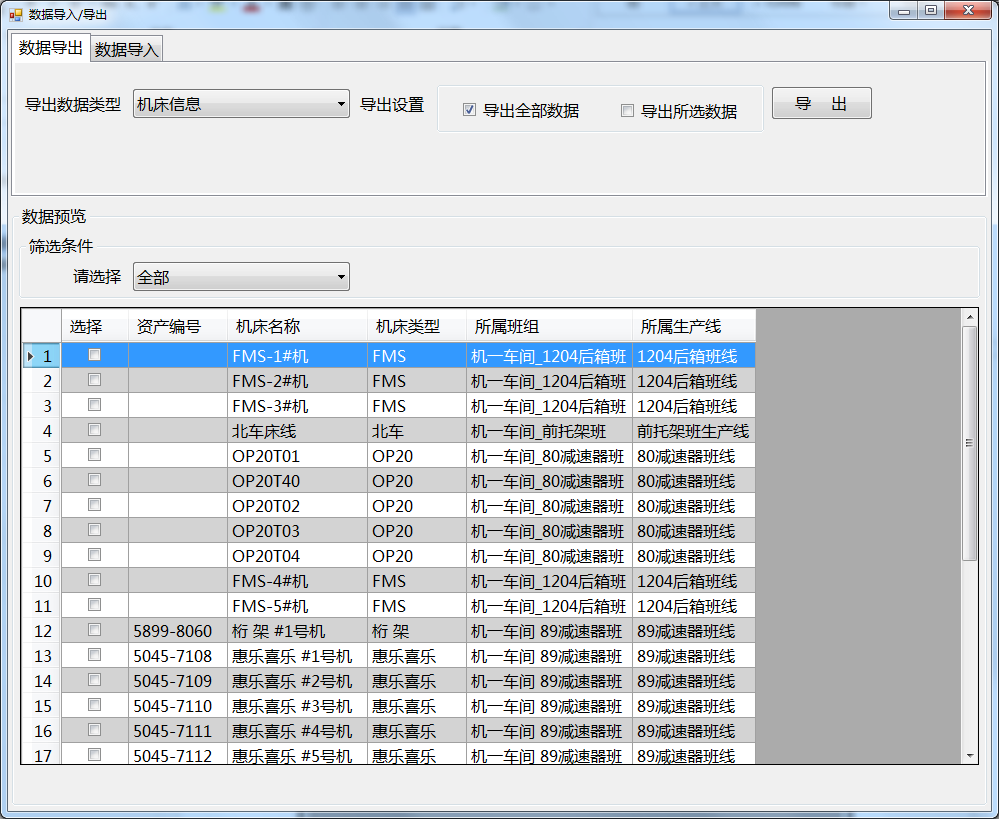 数据导入/导出
数据导出 数据导入
导出数据类型 机床信息 导出设置 导出全部数据 导出所选数据 导 出
数据预览
筛选条件
请选择 全部
选择 资产编号 机床名称 机床类型 所属班组 所属生产线
1 FMS-1#机 FMS 机一车间_1204后箱班 1204后箱班线
2 FMS-2#机 FMS 机一车间_1204后箱班 1204后箱班线
3 FMS-3#机 FMS 机一车间_1204后箱班 1204后箱班线
4 北车床线 北车 机一车间_前托架班 前托架班生产线
5 OP20T01 OP20 机一车间_80减速器班 80减速器班线
6 OP20T40 OP20 机一车间_80减速器班 80减速器班线
7 OP20T02 OP20 机一车间_80减速器班 80减速器班线
8 OP20T03 OP20 机一车间_80减速器班 80减速器班线
9 OP20T04 OP20 机一车间_80减速器班 80减速器班线
10 FMS-4#机 FMS 机一车间_1204后箱班 1204后箱班线
11 FMS-5#机 FMS 机一车间_1204后箱班 1204后箱班线
12 5899-8060 桁 架 #1号机 桁 架 机一车间 89减速器班 89减速器班线
13 5045-7108 惠乐喜乐 #1号机 惠乐喜乐 机一车间 89减速器班 89减速器班线
14 5045-7109 惠乐喜乐 #2号机 惠乐喜乐 机一车间 89减速器班 89减速器班线
15 5045-7110 惠乐喜乐 #3号机 惠乐喜乐 机一车间 89减速器班 89减速器班线
16 5045-7111 惠乐喜乐 #4号机 惠乐喜乐 机一车间 89减速器班 89减速器班线
17 5045-7112 惠乐喜乐 #5号机 惠乐喜乐 机一车间 89减速器班 89减速器班线